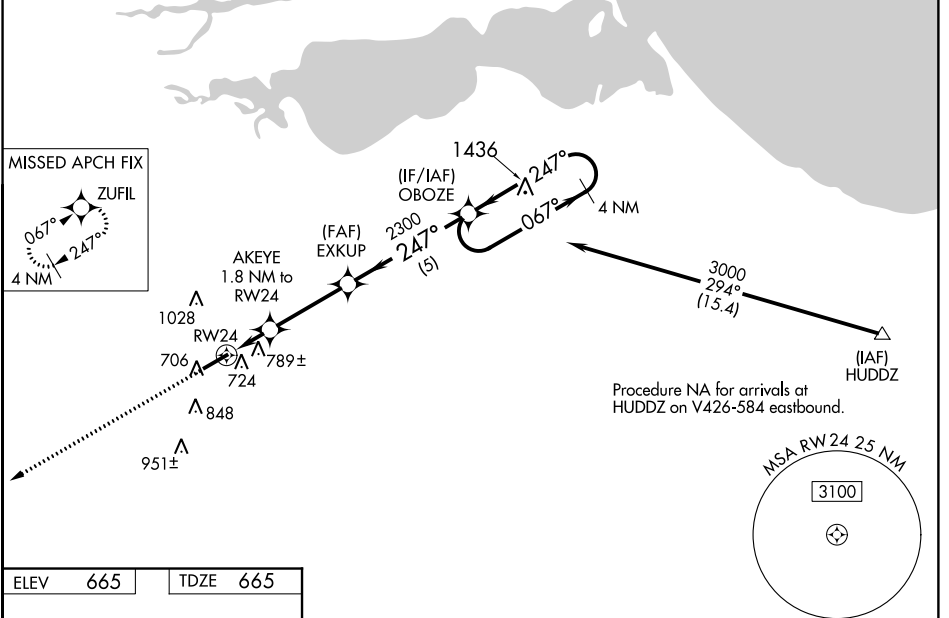 MISSED APCH FIX
ZUFIL
067°
247°
4 NM
1436
247°
(IF/IAF)
OBOZE
067°
4 NM
2300
247°
(5)
(FAF)
EXKUP
AKEYE
1.8 NM to
RW24
3000
294°
(15.4)
1028
RW24
706
789±
724
(IAF)
HUDDZ
848
Procedure NA for arrivals at
HUDDZ on V426-584 eastbound.
951±
MSA RW 24 25 NM
3100
ELEV 665
TDZE 665